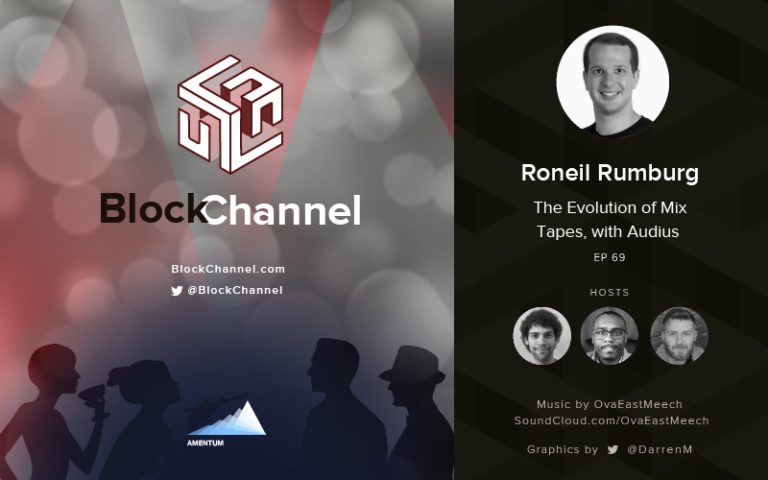 BlockChannel
BlockChannel.com
@BlockChannel
AMENTUM
Roneil Rumburg
The Evolution of Mix
Tapes, with Audius
EP 69
HOSTS
Music by OvaEastMeech
SoundCloud.com/OvaEastMeech
Graphics by @DarrenM